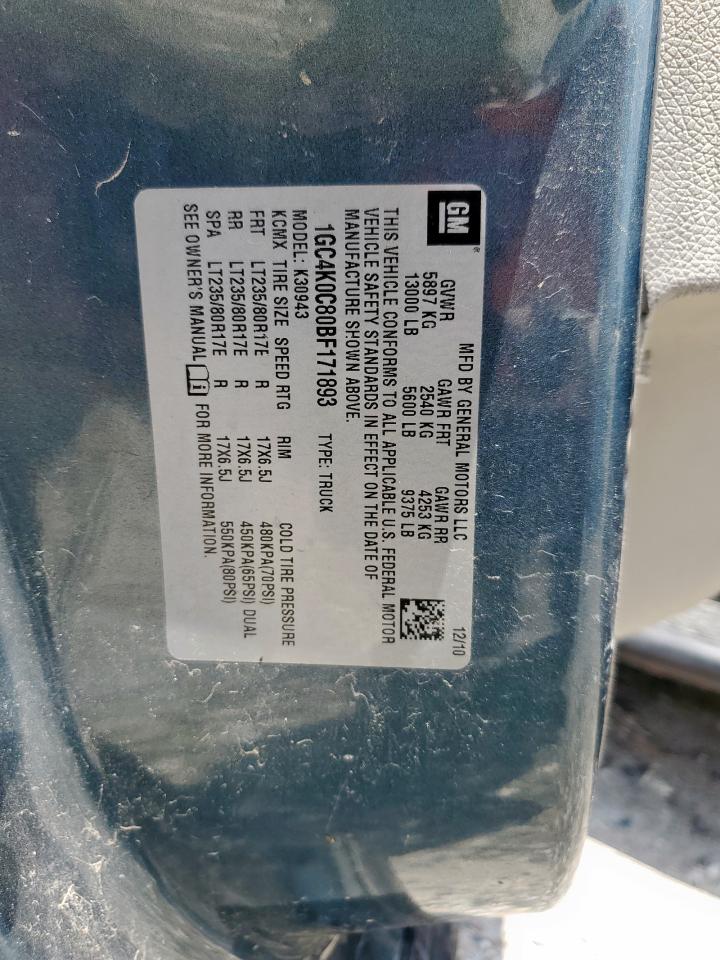 GM ®
MFD BY GENERAL MOTORS LLC 12/10
GVWR GAWR FRT GAWR RR
5897 KG 2540 KG 4253 KG
13000 LB 5600 LB 9375 LB
THIS VEHICLE CONFORMS TO ALL APPLICABLE U.S. FEDERAL MOTOR
VEHICLE SAFETY STANDARDS IN EFFECT ON THE DATE OF
MANUFACTURE SHOWN ABOVE.
1GC4K0C80BF171893 TYPE: TRUCK
MODEL: K30943
KCMX TIRE SIZE SPEED RTG RIM COLD TIRE PRESSURE
FRT LT235/80R17E R 17X6.5J 480KPA(70PSI)
RR LT235/80R17E R 17X6.5J 450KPA(65PSI) DUAL
SPA LT235/80R17E R 17X6.5J 550KPA(80PSI)
SEE OWNER'S MANUAL i FOR MORE INFORMATION.